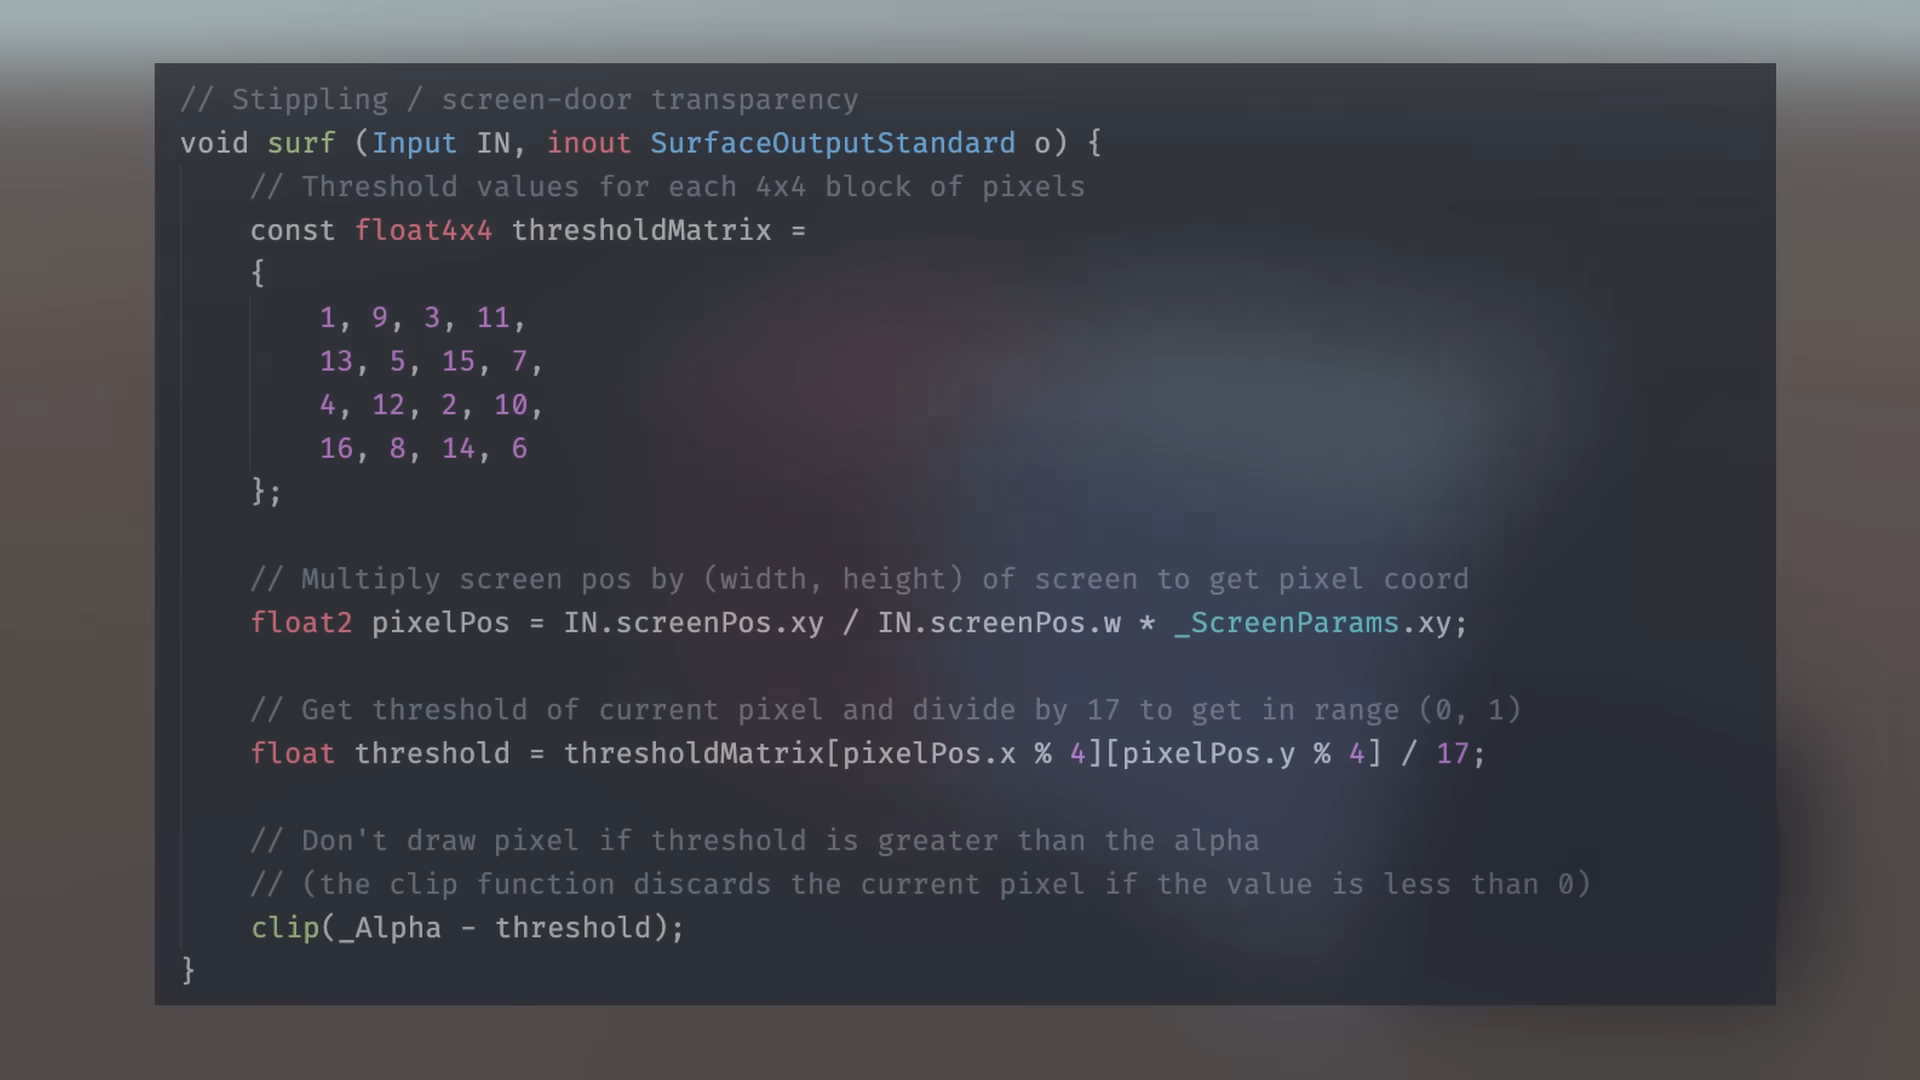 // Stippling / screen-door transparency
void surf (Input IN, inout SurfaceOutputStandard o) {
// Threshold values for each 4x4 block of pixels
const float4x4 thresholdMatrix =
{
1, 9, 3, 11,
13, 5, 15, 7,
4, 12, 2, 10,
16, 8, 14, 6
};
// Multiply screen pos by (width, height) of screen to get pixel coord
float2 pixelPos = IN.screenPos.xy / IN.screenPos.w * _ScreenParams.xy;
// Get threshold of current pixel and divide by 17 to get in range (0, 1)
float threshold = thresholdMatrix[pixelPos.x % 4][pixelPos.y % 4] / 17;
// Don't draw pixel if threshold is greater than the alpha
// (the clip function discards the current pixel if the value is less than 0)
clip(_Alpha - threshold);
}